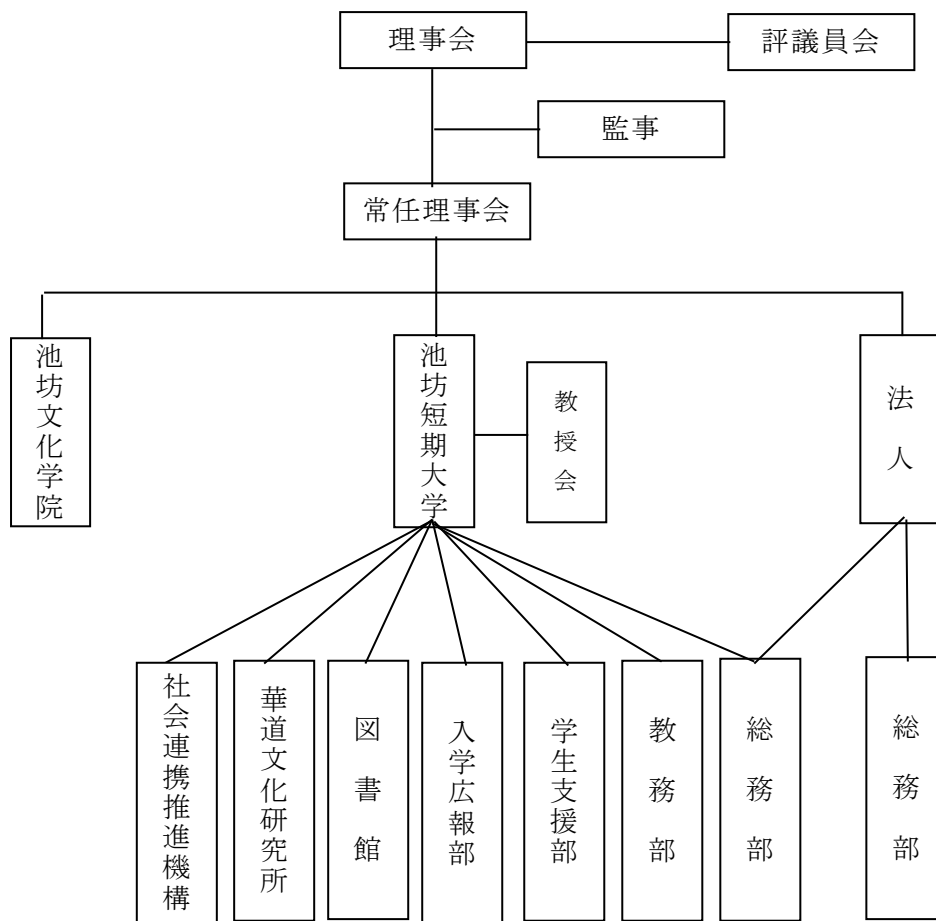 理事会
評議員会
監事
常任理事会
池坊文化学院
池坊短期大学
教授会
法人
社会連携推進機構
華道文化研究所
図書館
入学広報部
学生支援部
教務部
総務部
総務部